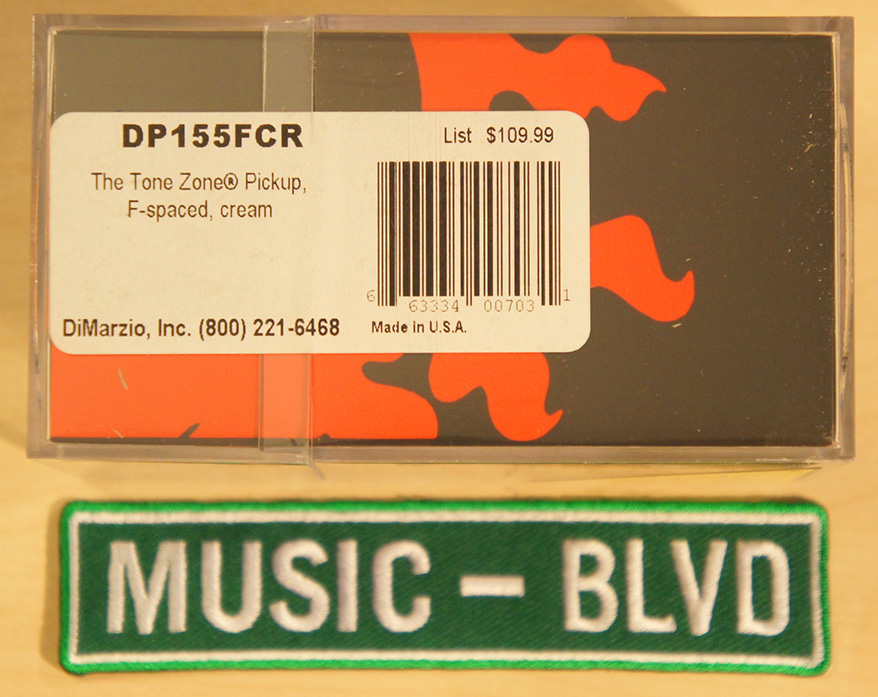 DP155FCR
List $109.99
The Tone Zone® Pickup,
F-spaced, cream
6 63334 00703 1
DiMarzio, Inc. (800) 221-6468
Made in U.S.A.
MUSIC - BLVD